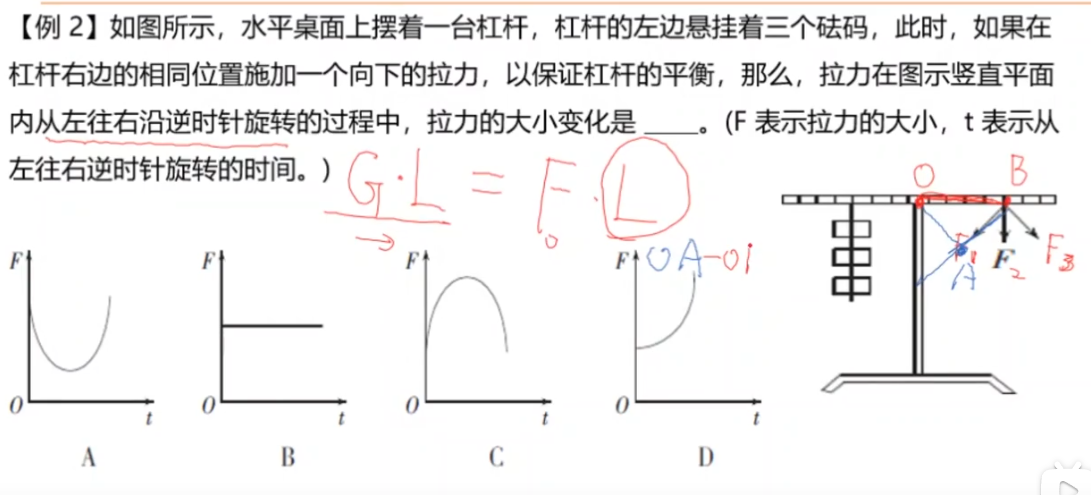 【例 2】如图所示，水平桌面上摆着一台杠杆，杠杆的左边悬挂着三个砝码，此时，如果在
杠杆右边的相同位置施加一个向下的拉力，以保证杠杆的平衡，那么，拉力在图示竖直平面
内从左往右沿逆时针旋转的过程中，拉力的大小变化是 ____。(F 表示拉力的大小，t 表示从
左往右逆时针旋转的时间。)
G·L = F·L
O B
F₁ F₂ F₃
A
F F F F OA-OB
O t O t O t O t
A B C D